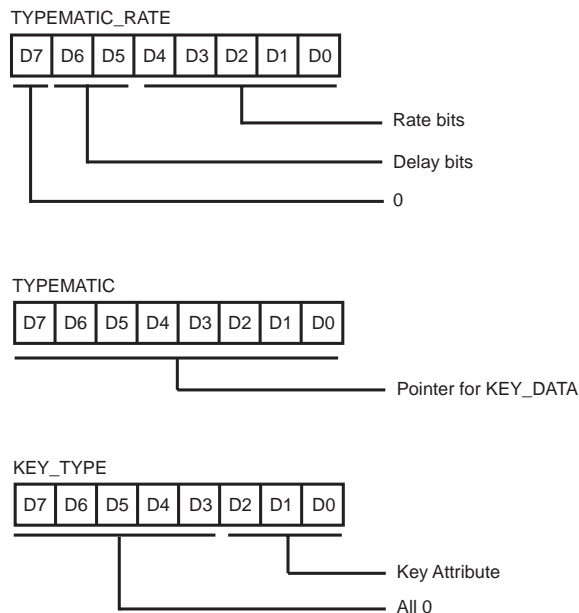 TYPEMATIC_RATE
D7 D6 D5 D4 D3 D2 D1 D0
Rate bits
Delay bits
0
TYPEMATIC
D7 D6 D5 D4 D3 D2 D1 D0
Pointer for KEY_DATA
KEY_TYPE
D7 D6 D5 D4 D3 D2 D1 D0
Key Attribute
All 0